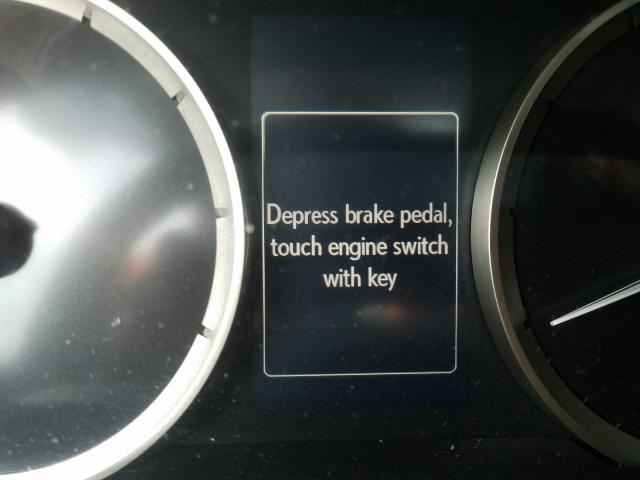 Depress brake pedal,
touch engine switch
with key